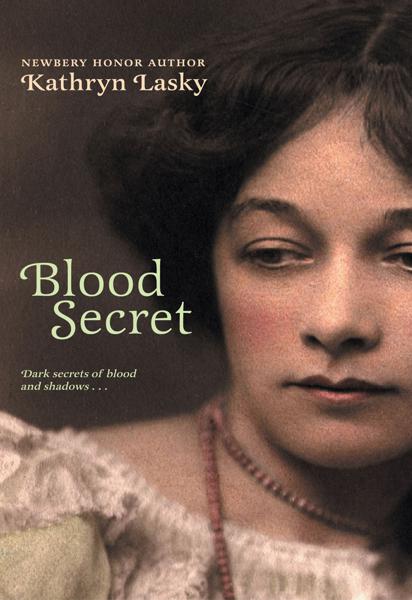 NEWBERY HONOR AUTHOR
Kathryn Lasky
Blood
Secret
Dark secrets of blood
and shadows . . .